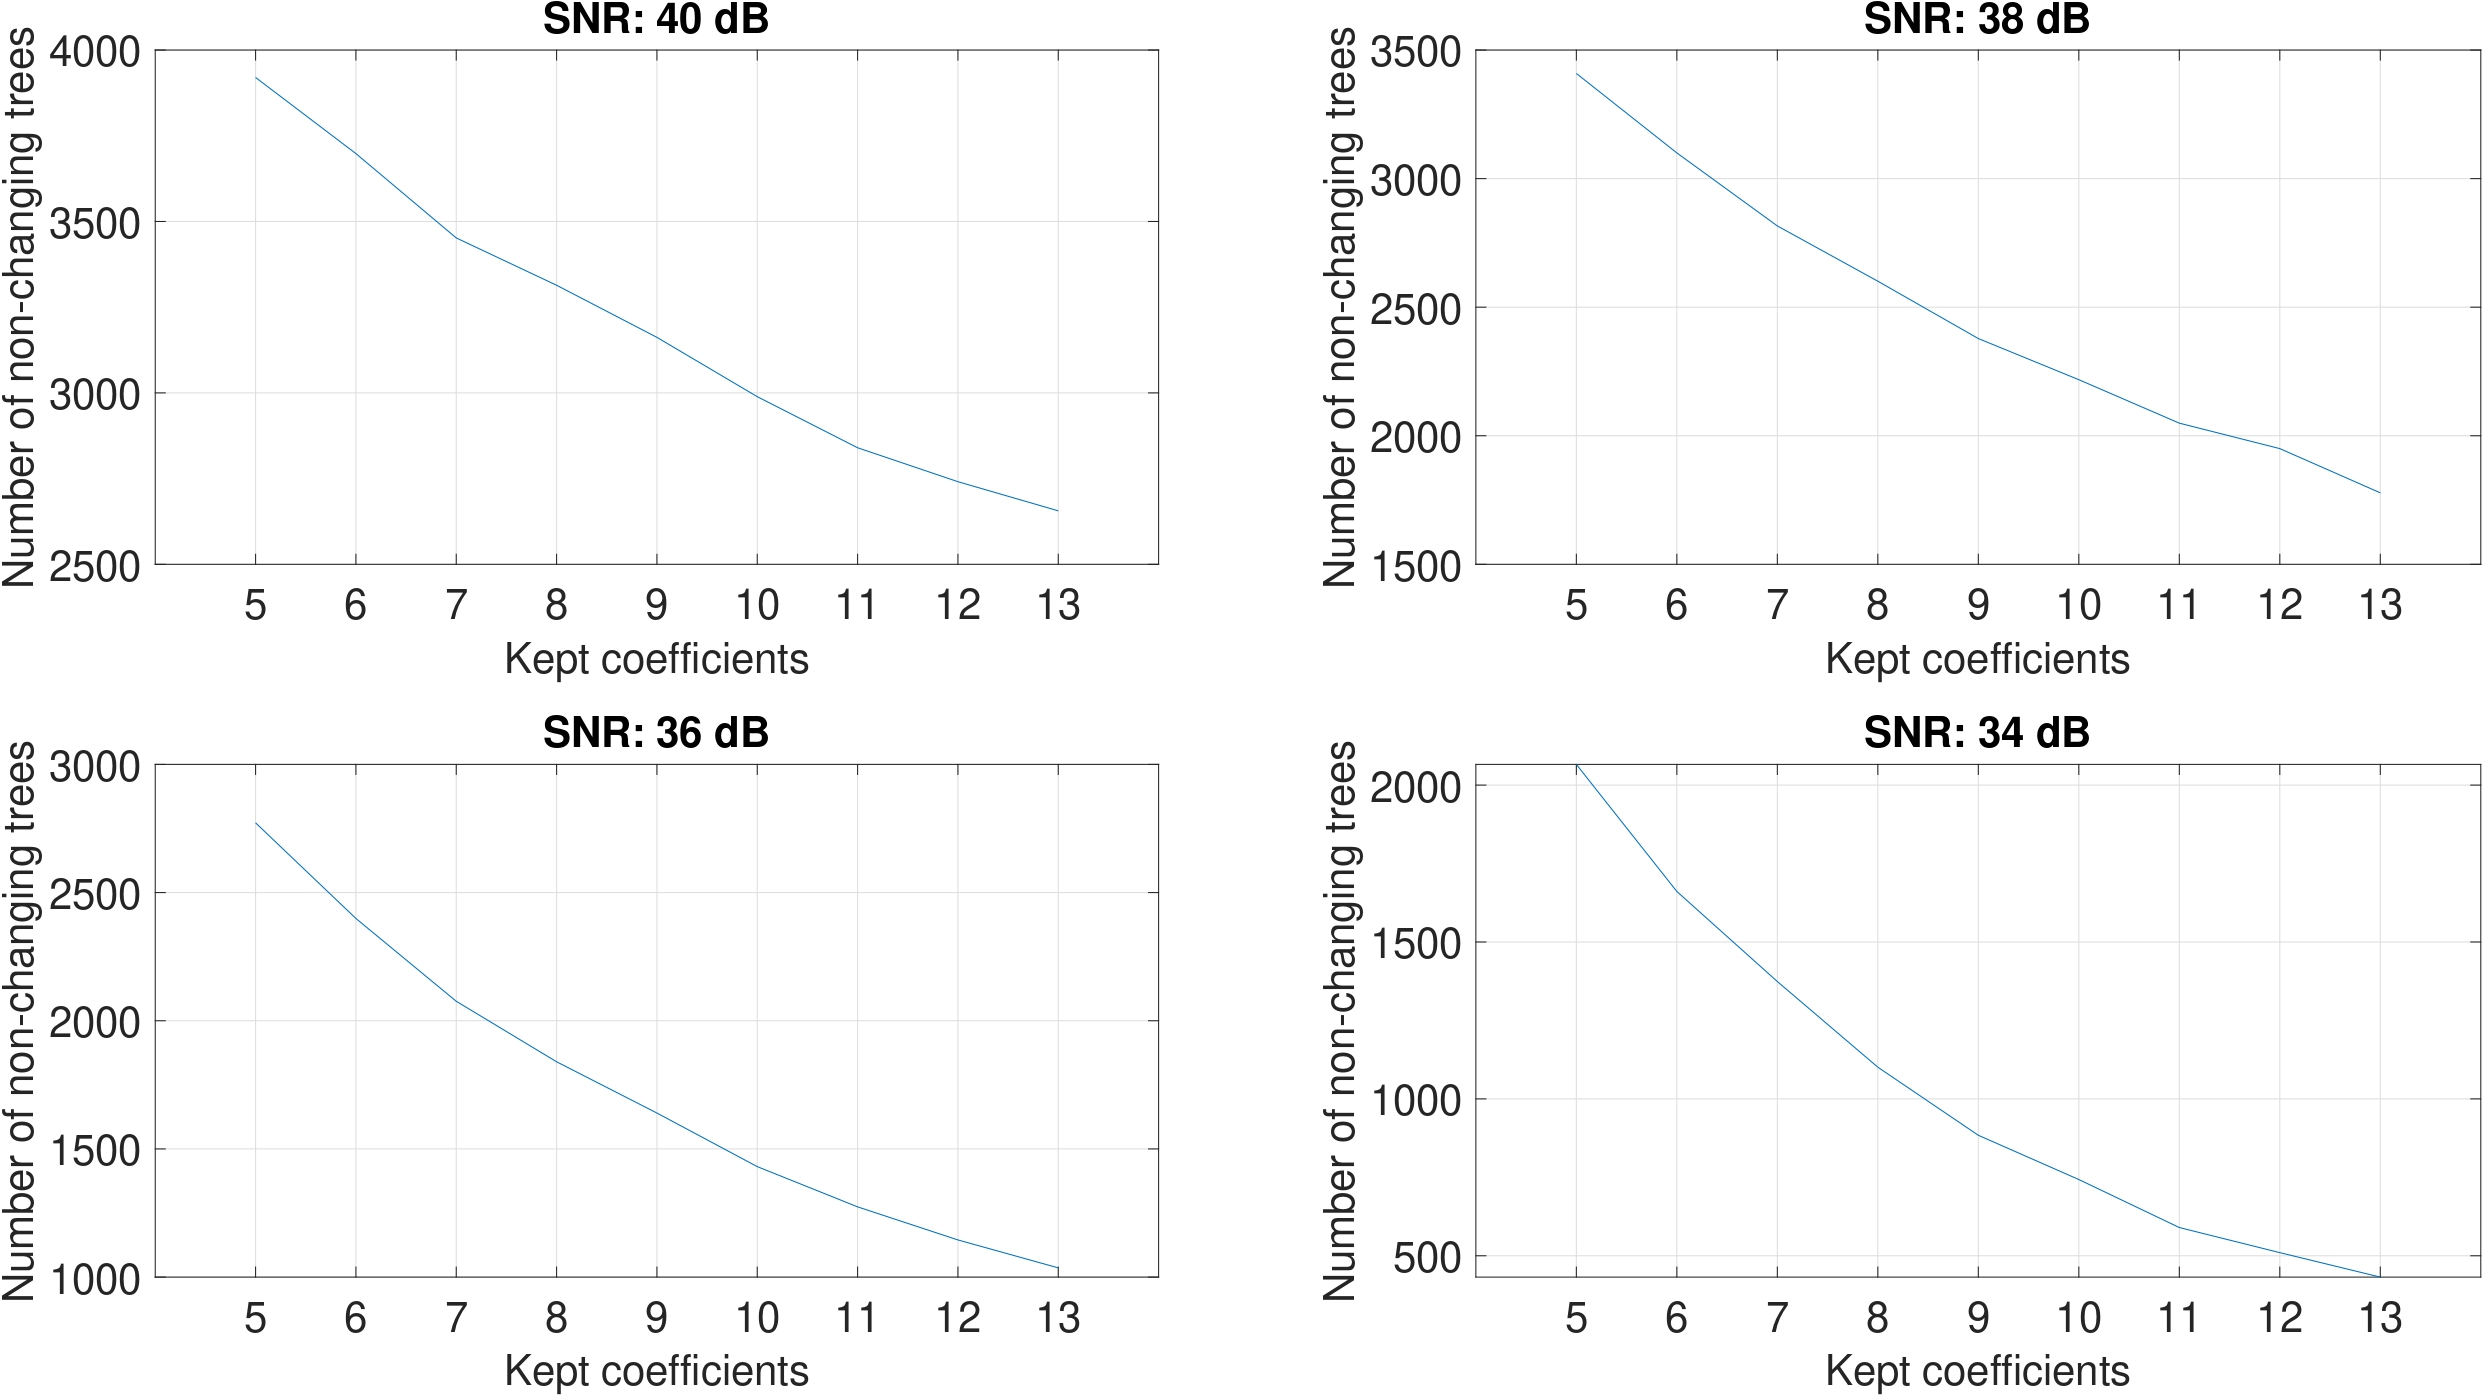 SNR: 40 dB
Number of non-changing trees
4000
3500
3000
2500
5 6 7 8 9 10 11 12 13
Kept coefficients
SNR: 38 dB
Number of non-changing trees
3500
3000
2500
2000
1500
5 6 7 8 9 10 11 12 13
Kept coefficients
SNR: 36 dB
Number of non-changing trees
3000
2500
2000
1500
1000
5 6 7 8 9 10 11 12 13
Kept coefficients
SNR: 34 dB
Number of non-changing trees
2000
1500
1000
500
5 6 7 8 9 10 11 12 13
Kept coefficients